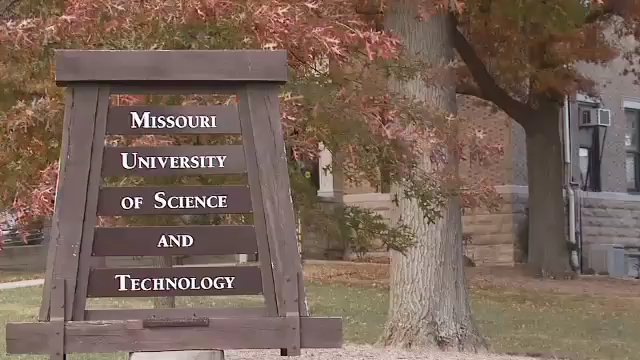 Missouri
University
of Science
and
Technology